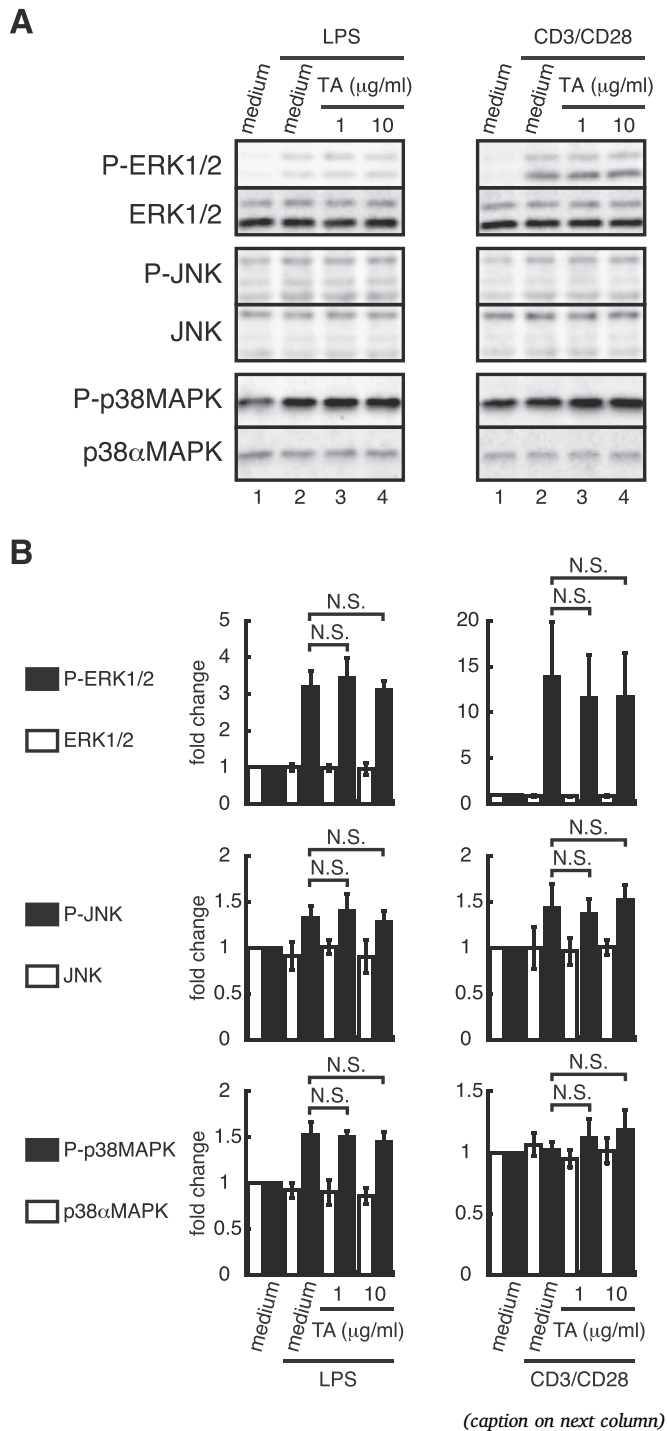 A
LPS
CD3/CD28
medium
medium
TA (μg/ml)
medium
medium
TA (μg/ml)
1 10
1 10
P-ERK1/2
ERK1/2
P-JNK
JNK
P-p38MAPK
p38αMAPK
1 2 3 4
1 2 3 4
B
P-ERK1/2
ERK1/2
fold change
5
4
3
2
1
0
N.S.
N.S.
20
15
10
5
0
N.S.
N.S.
P-JNK
JNK
fold change
2
1.5
1
0.5
0
N.S.
N.S.
2
1.5
1
0.5
0
N.S.
N.S.
P-p38MAPK
p38αMAPK
fold change
2
1.5
1
0.5
0
N.S.
N.S.
1.5
1
0.5
0
N.S.
N.S.
medium
medium
1 10
TA (μg/ml)
LPS
medium
medium
1 10
TA (μg/ml)
CD3/CD28
(caption on next column)